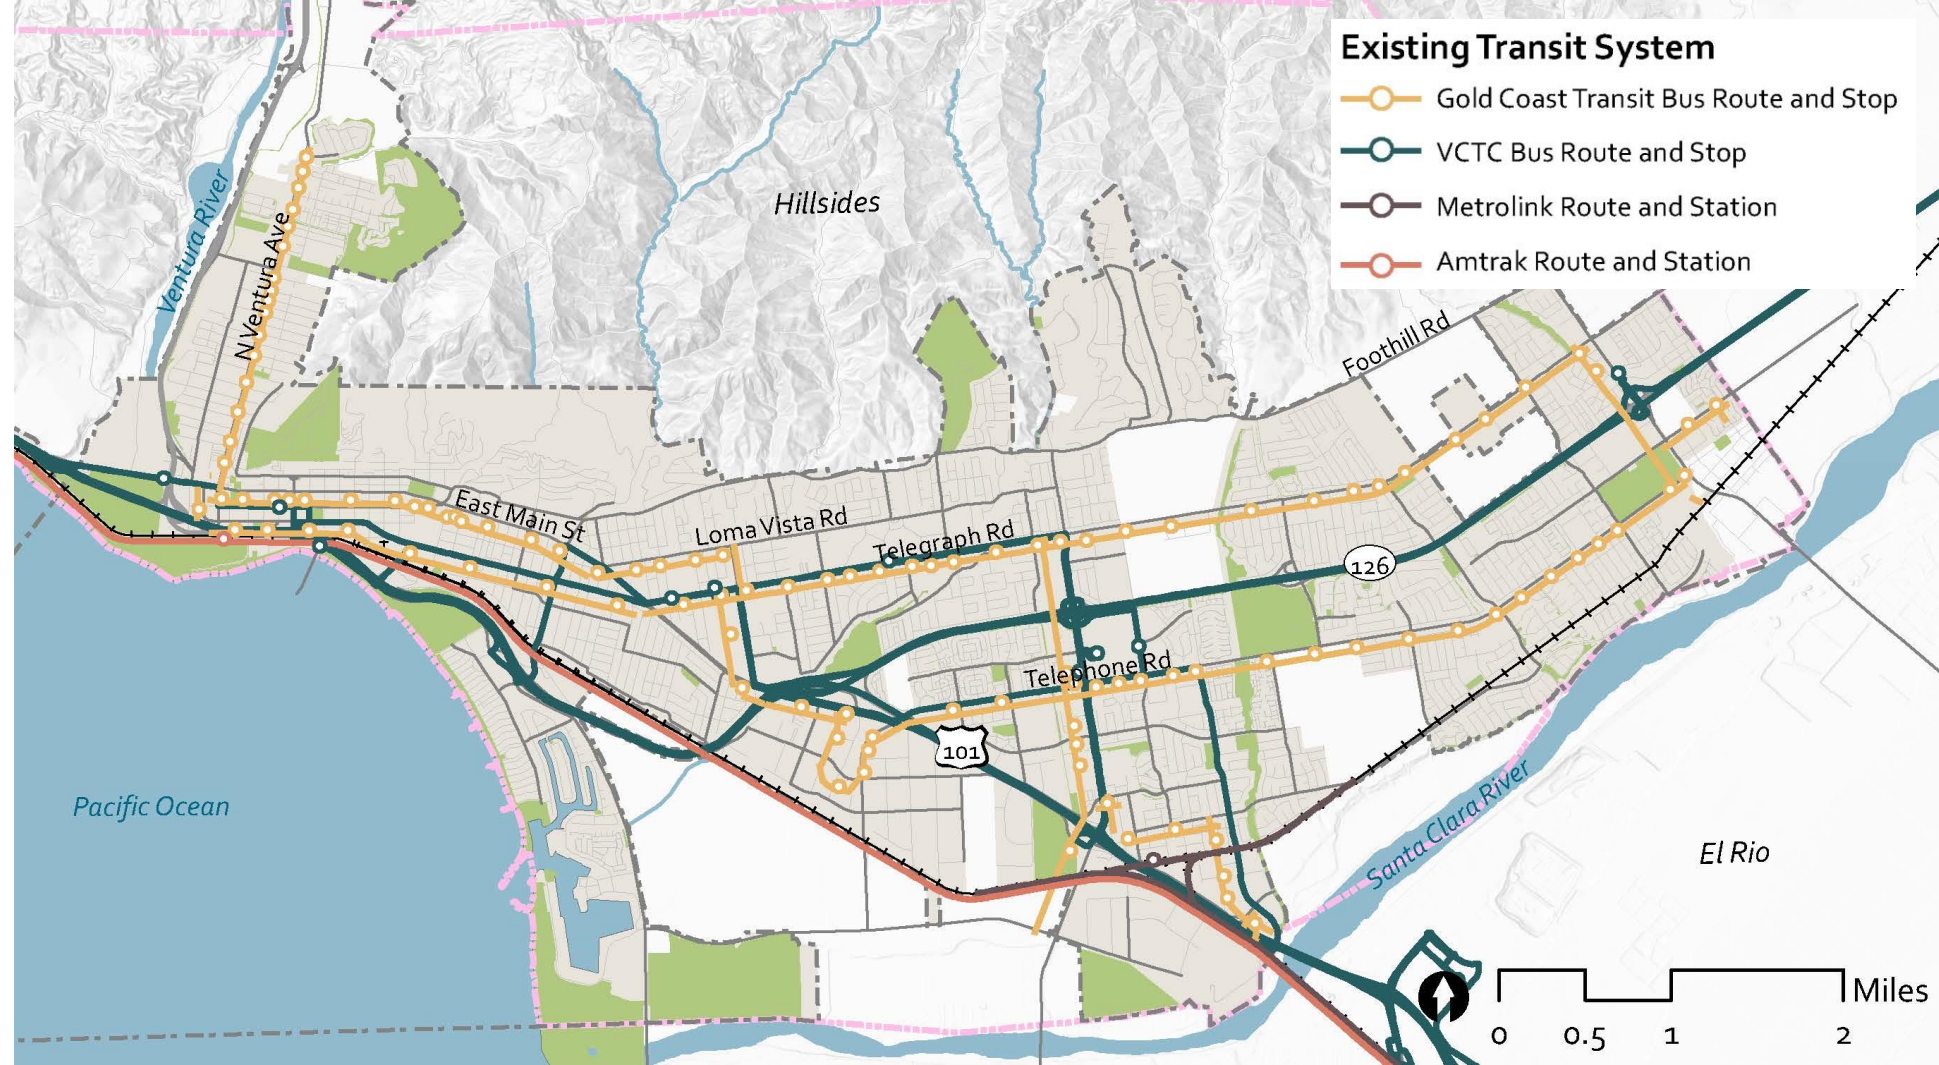 Existing Transit System
Gold Coast Transit Bus Route and Stop
VCTC Bus Route and Stop
Metrolink Route and Station
Amtrak Route and Station
Hillsides
Ventura River
N Ventura Ave
Foothill Rd
East Main St
Loma Vista Rd
Telegraph Rd
126
Telephone Rd
101
Pacific Ocean
Santa Clara River
El Rio
Miles
0 0.5 1 2